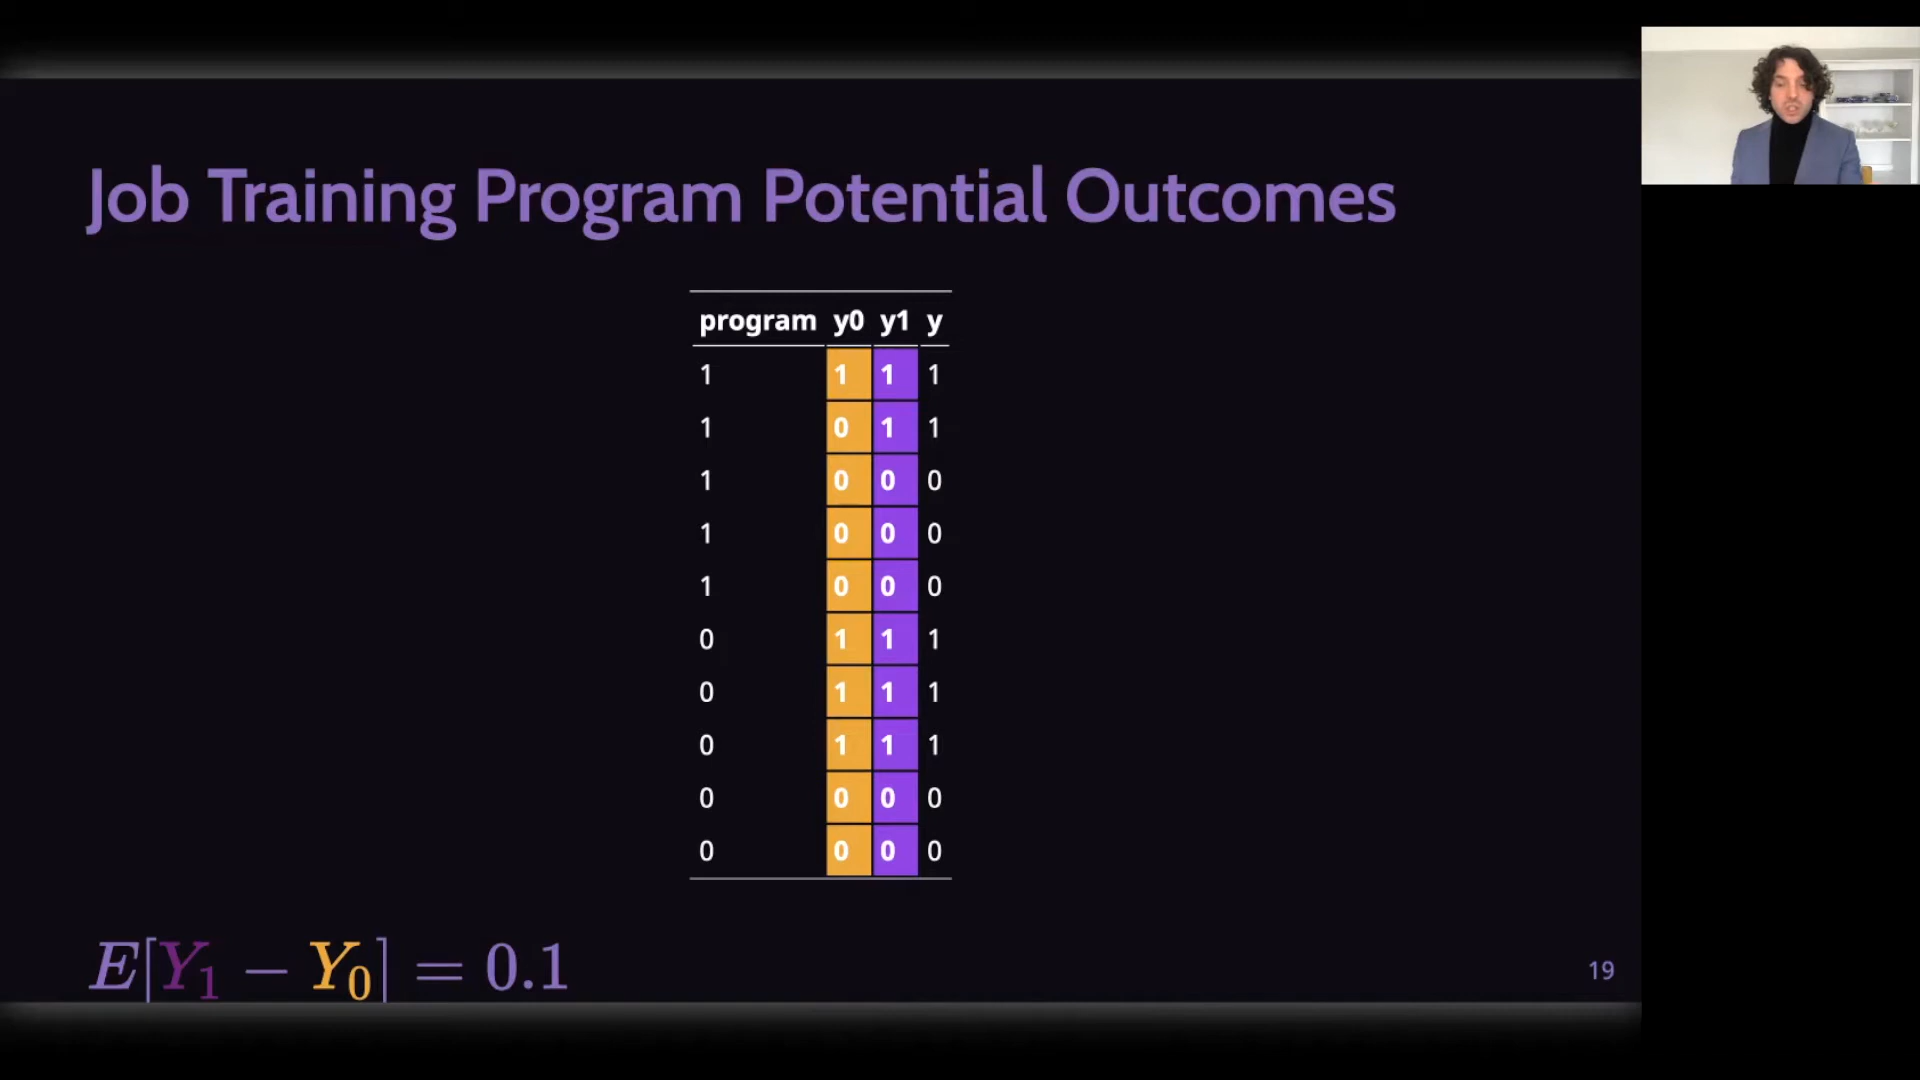 Job Training Program Potential Outcomes
program y0 y1 y
1 1 1 1
1 0 1 1
1 0 0 0
1 0 0 0
1 0 0 0
0 1 1 1
0 1 1 1
0 1 1 1
0 0 0 0
0 0 0 0
E[Y₁ − Y₀] = 0.1
19